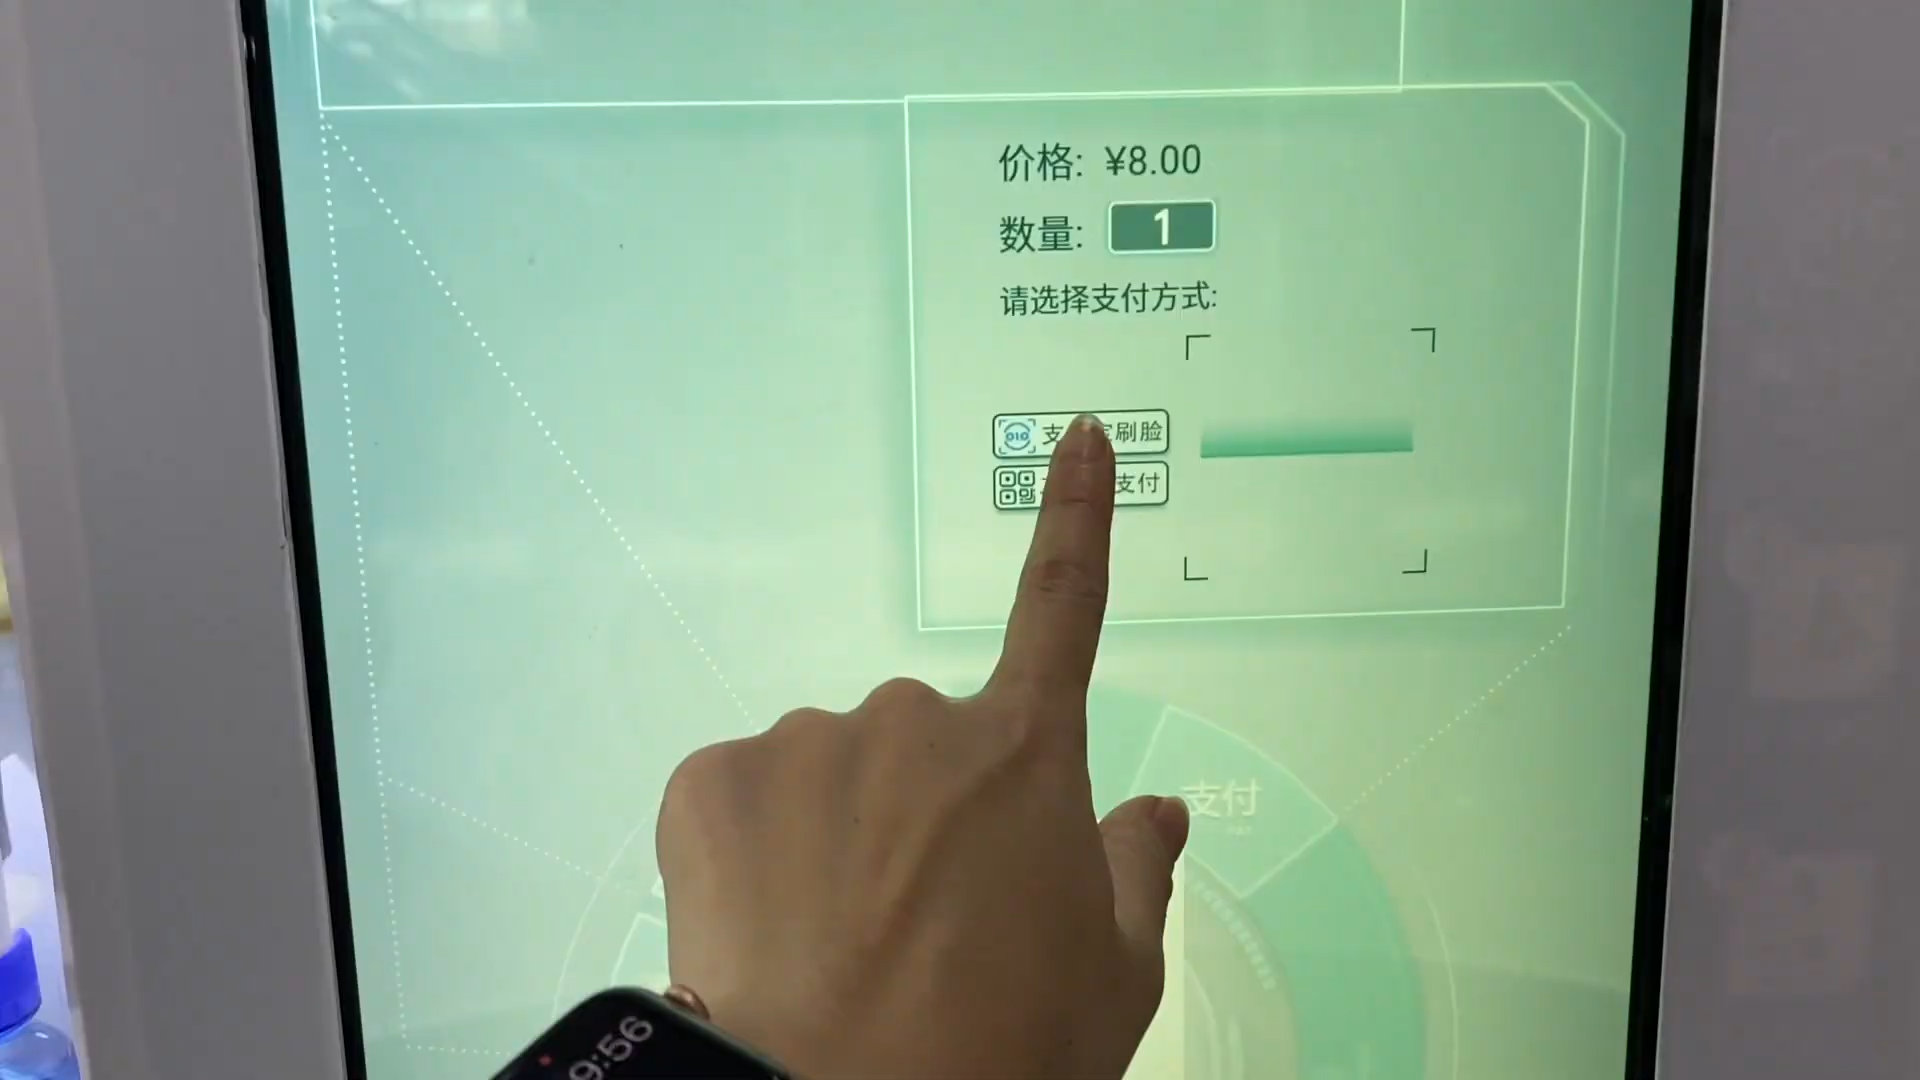 价格: ¥8.00
数量: 1
请选择支付方式:
支 刷脸
支付
支付
9:56